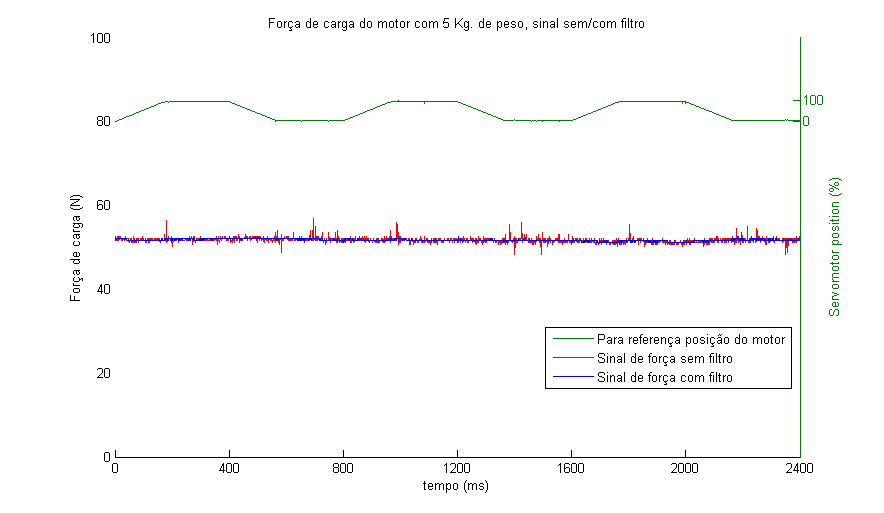 Força de carga do motor com 5 Kg. de peso, sinal sem/com filtro
100
80
60
40
20
0
Força de carga (N)
100
0
Servomotor position (%)
Para referença posição do motor
Sinal de força sem filtro
Sinal de força com filtro
0 400 800 1200 1600 2000 2400
tempo (ms)